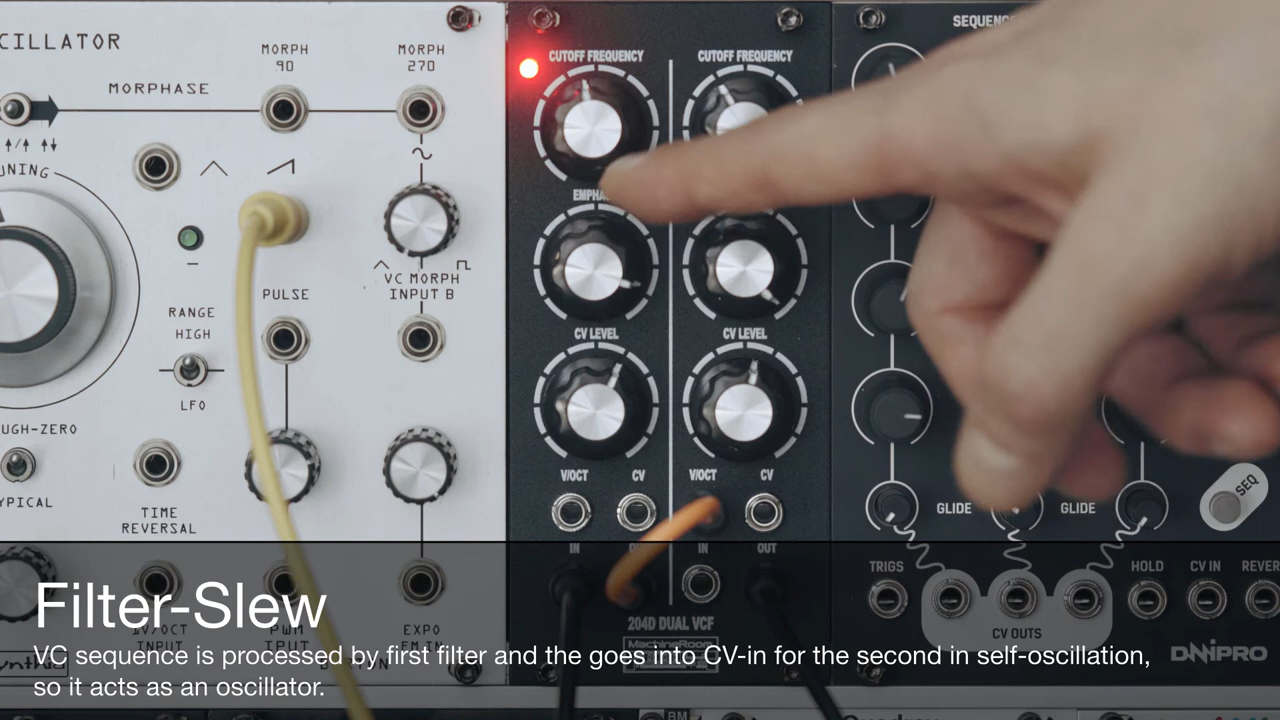 CILLATOR
MORPH
90
MORPH
270
MORPHASE
UNING
PULSE
VC MORPH
INPUT B
RANGE
HIGH
LFO
UGH-ZERO
YPICAL
TIME
REVERSAL
EXPO
CUTOFF FREQUENCY
CUTOFF FREQUENCY
CV LEVEL
CV LEVEL
V/OCT
CV
V/OCT
CV
IN
IN
OUT
204D DUAL VCF
MachineRoom
SEQUENC
GLIDE
GLIDE
SEQ
TRIGS
HOLD
CV IN
REVER
CV OUTS
DNIPRO
Filter-Slew
VC sequence is processed by first filter and the goes into CV-in for the second in self-oscillation,
so it acts as an oscillator.